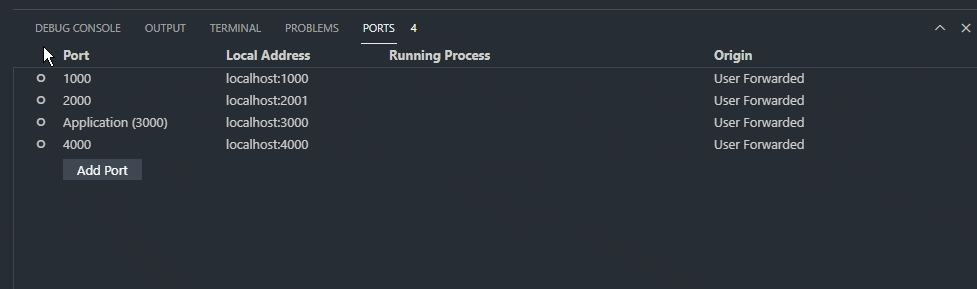 DEBUG CONSOLE OUTPUT TERMINAL PROBLEMS PORTS 4
Port Local Address Running Process Origin
1000 localhost:1000 User Forwarded
2000 localhost:2001 User Forwarded
Application (3000) localhost:3000 User Forwarded
4000 localhost:4000 User Forwarded
Add Port